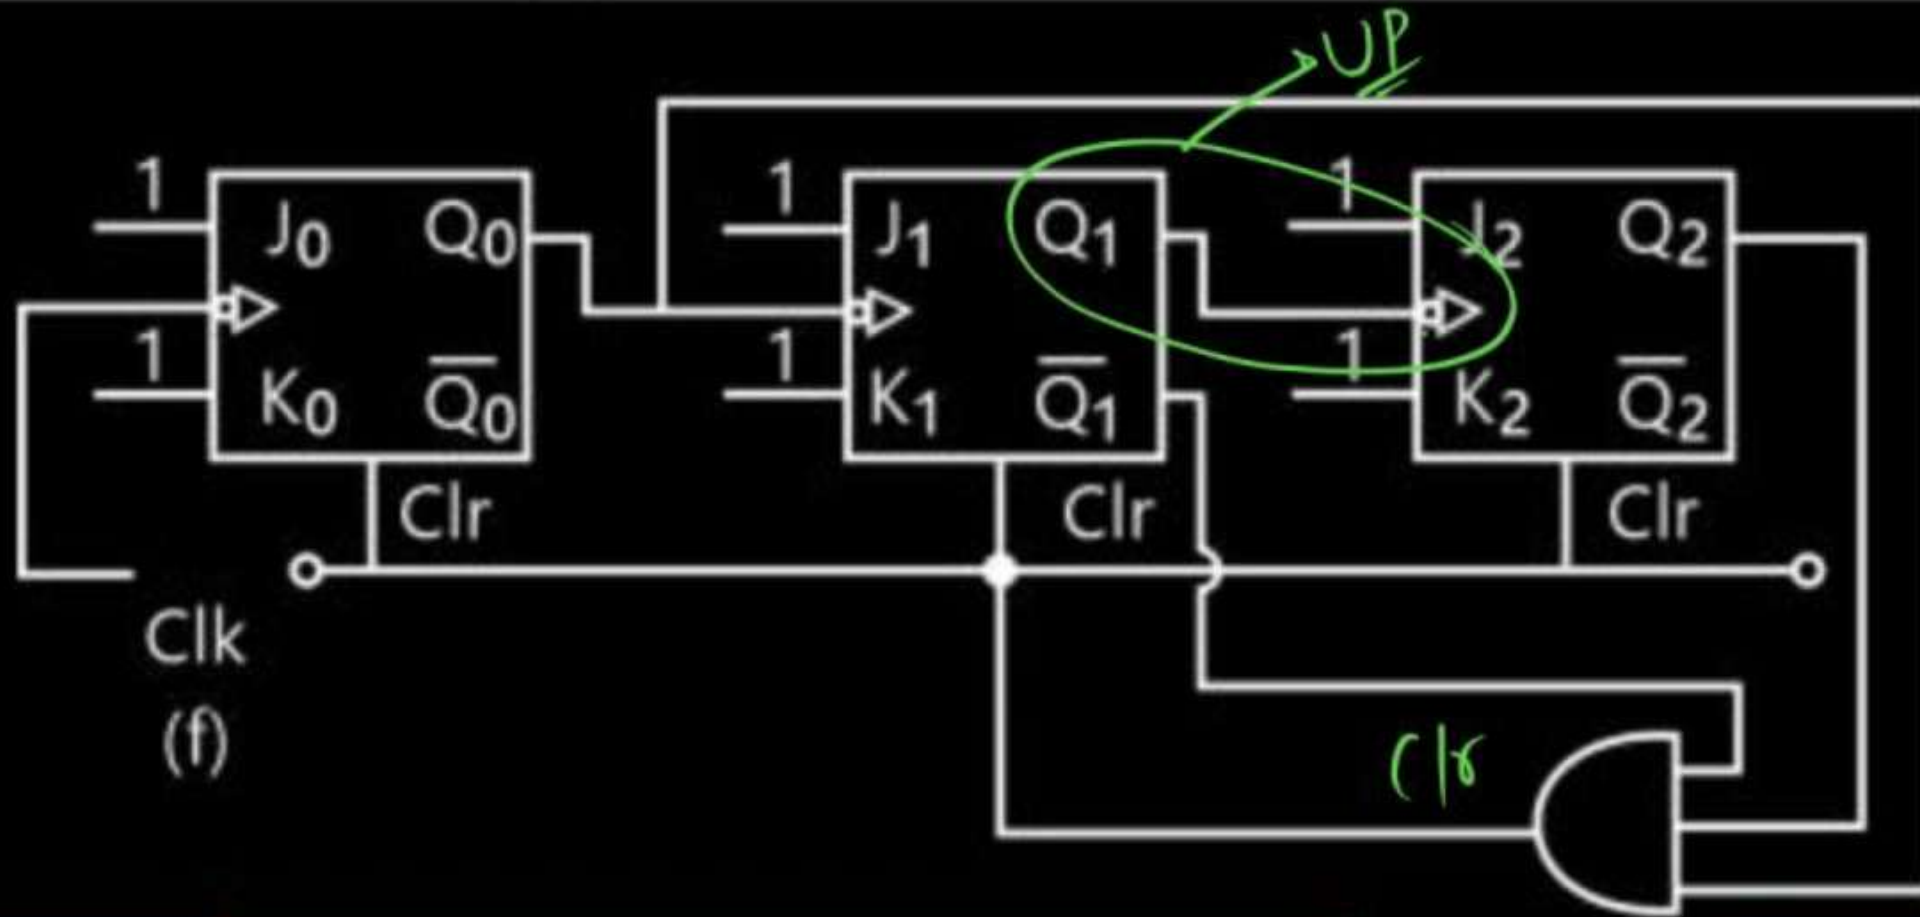 UP
1 1 1
J0 Q0 J1 Q1 J2 Q2
1 1 1
K0 Q̅0 K1 Q̅1 K2 Q̅2
Clr Clr Clr
Clk
(f)
Clr